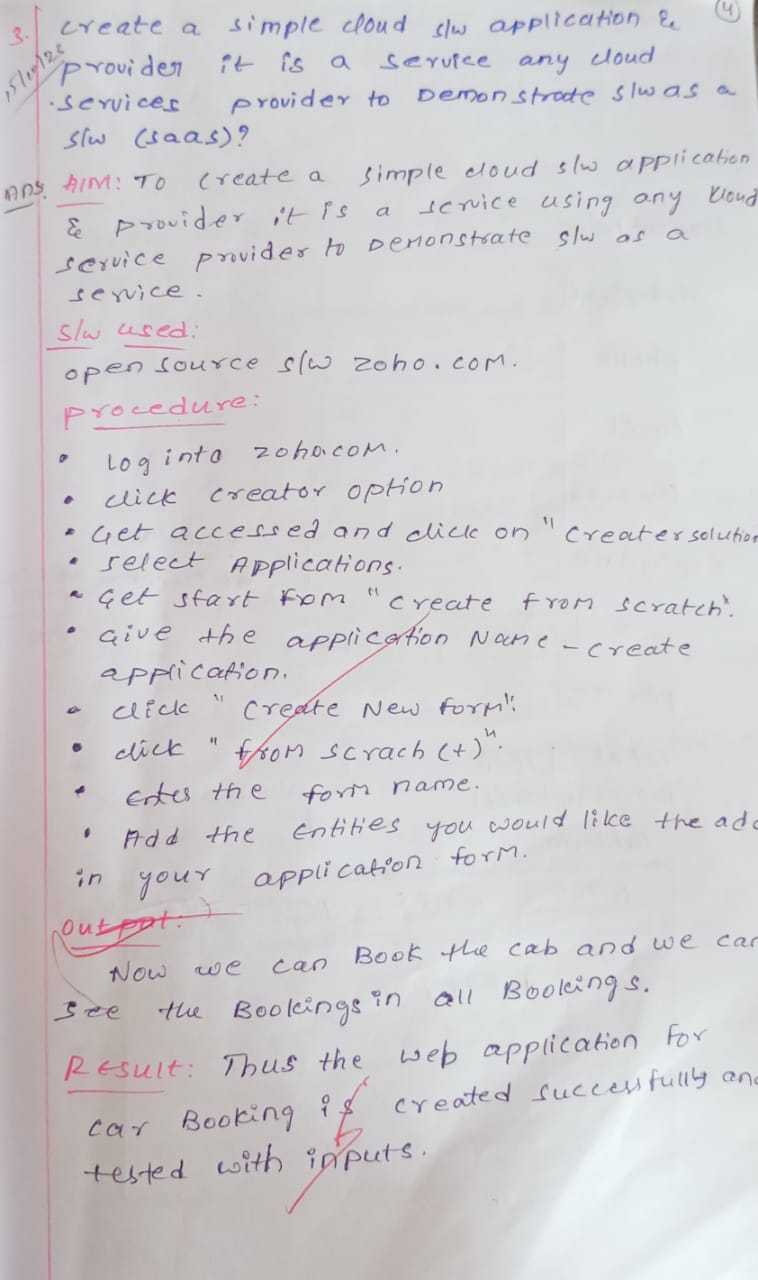 4
3. Create a simple cloud s/w application &
15/10/25 provider it is a service any cloud
services provider to Demonstrate s/w as a
s/w (saas)?
Ans. AIM: To create a simple cloud s/w application
& provider it is a service using any cloud
service provider to Demonstrate s/w as a
service.
s/w used:
open source s/w zoho.com.
procedure:
• Log into zoho.com.
• click creator option
• Get accessed and click on "creater solution
• select Applications.
• Get start from "create from scratch".
• Give the application Name - create
application.
• click "Create New form".
• click "from scrach (+)".
• Enter the form name.
• Add the Entities you would like the add
in your application form.
Output:
Now we can Book the cab and we can
see the Bookings in all Bookings.
Result: Thus the web application for
car Booking is created successfully and
tested with inputs.